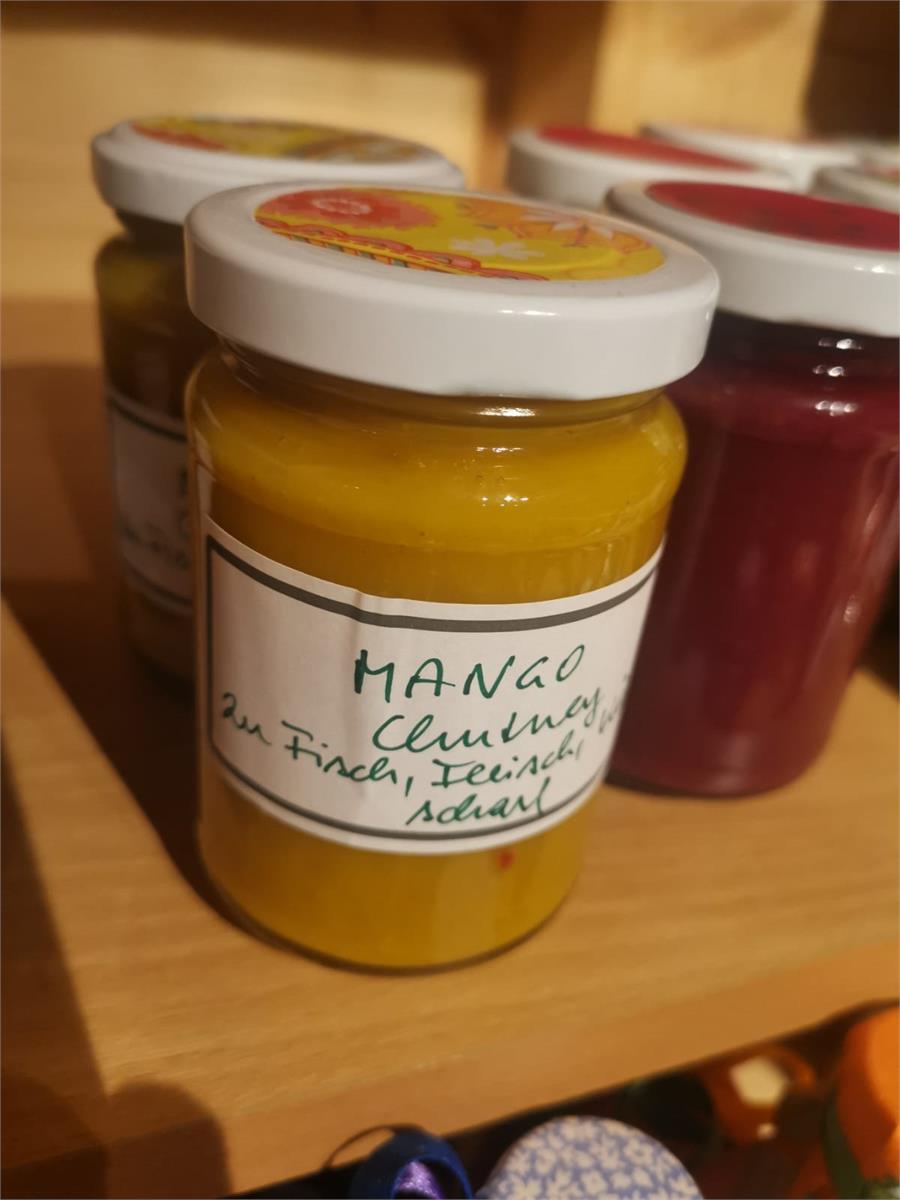 MANGO
Chutney
zu Fisch, Fleisch,
scharf